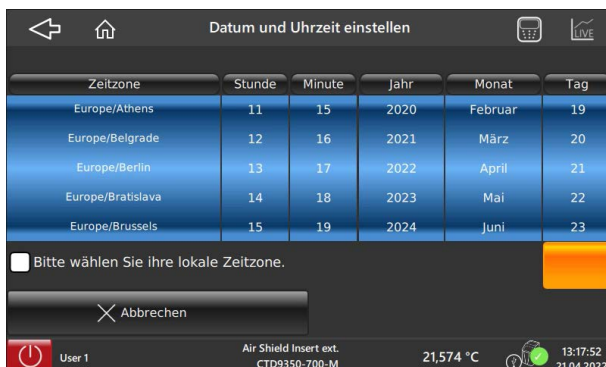 Datum und Uhrzeit einstellen
LIVE
Zeitzone Stunde Minute Jahr Monat Tag
Europe/Athens 11 15 2020 Februar 19
Europe/Belgrade 12 16 2021 März 20
Europe/Berlin 13 17 2022 April 21
Europe/Bratislava 14 18 2023 Mai 22
Europe/Brussels 15 19 2024 Juni 23
Bitte wählen Sie ihre lokale Zeitzone.
Abbrechen
User 1
Air Shield Insert ext.
CTD9350-700-M
21,574 °C
13:17:52
21.04.2022